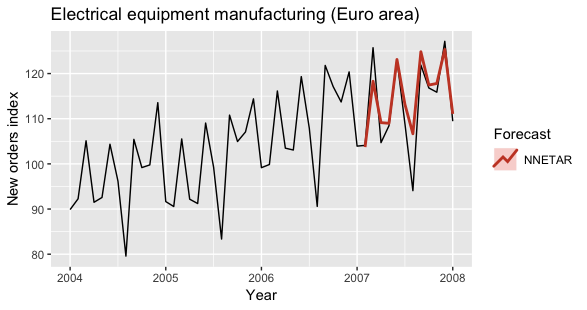 Electrical equipment manufacturing (Euro area)
New orders index
120
110
100
90
80
2004
2005
2006
2007
2008
Year
Forecast
NNETAR